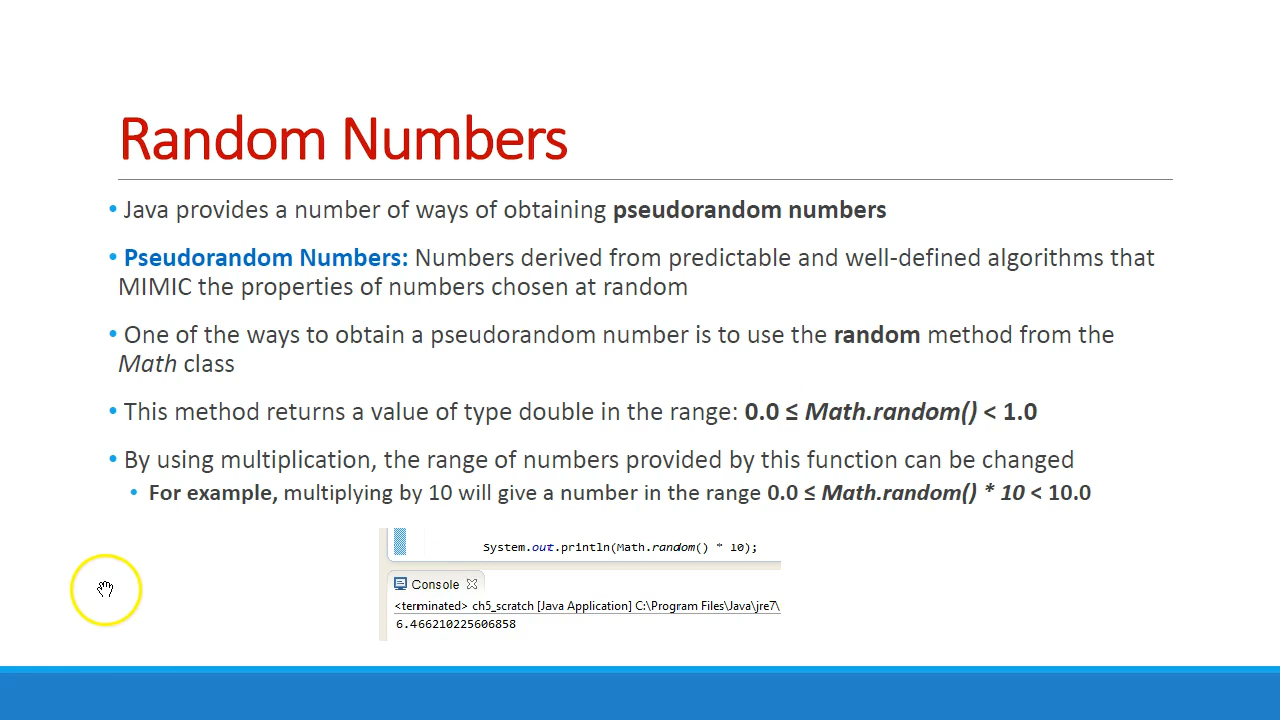 Random Numbers
• Java provides a number of ways of obtaining pseudorandom numbers
• Pseudorandom Numbers: Numbers derived from predictable and well-defined algorithms that
MIMIC the properties of numbers chosen at random
• One of the ways to obtain a pseudorandom number is to use the random method from the
Math class
• This method returns a value of type double in the range: 0.0 ≤ Math.random() < 1.0
• By using multiplication, the range of numbers provided by this function can be changed
• For example, multiplying by 10 will give a number in the range 0.0 ≤ Math.random() * 10 < 10.0
System.out.println(Math.random() * 10);
Console
<terminated> ch5_scratch [Java Application] C:\Program Files\Java\jre7\
6.466210225606858